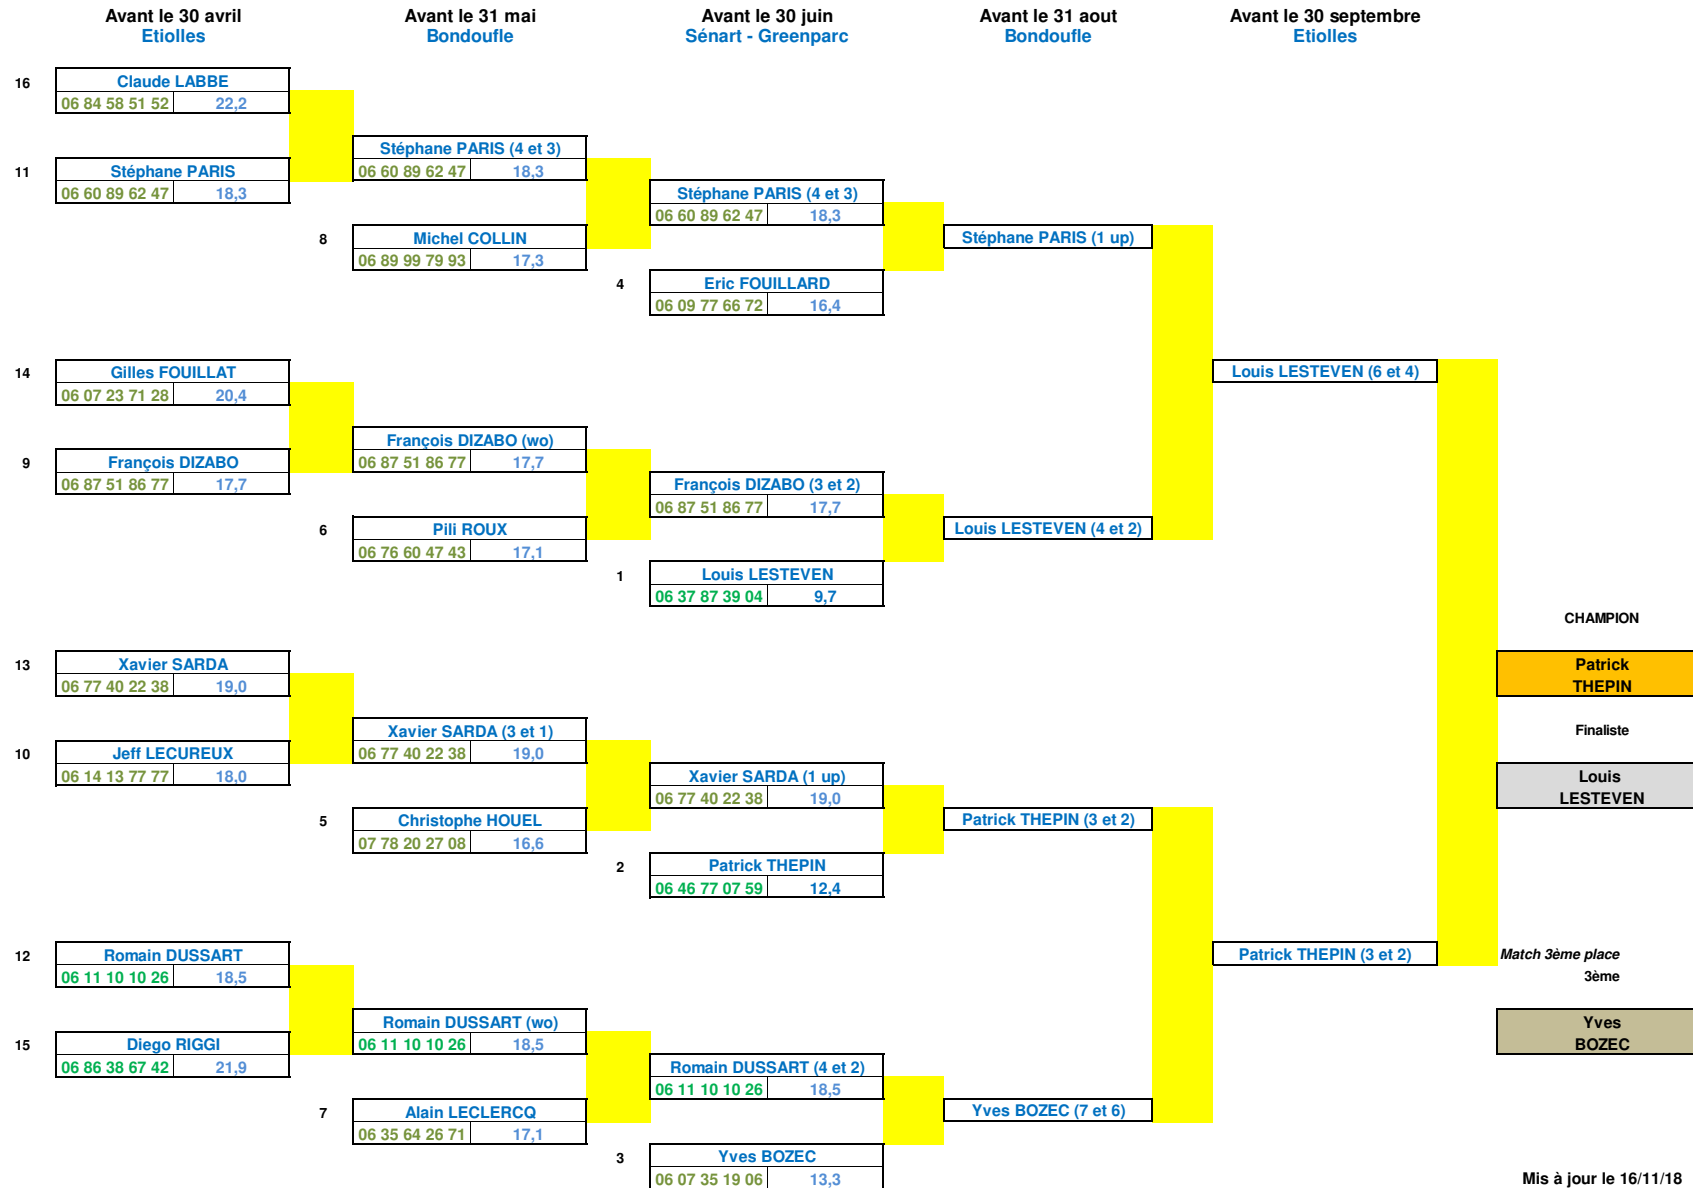 Avant le 30 avril
Etiolles
Avant le 31 mai
Bondoufle
Avant le 30 juin
Sénart - Greenparc
Avant le 31 aout
Bondoufle
Avant le 30 septembre
Etiolles
16
Claude LABBE
06 84 58 51 52 22,2
11
Stéphane PARIS
06 60 89 62 47 18,3
Stéphane PARIS (4 et 3)
06 60 89 62 47 18,3
8
Michel COLLIN
06 89 99 79 93 17,3
Stéphane PARIS (4 et 3)
06 60 89 62 47 18,3
4
Eric FOUILLARD
06 09 77 66 72 16,4
Stéphane PARIS (1 up)
14
Gilles FOUILLAT
06 07 23 71 28 20,4
9
François DIZABO
06 87 51 86 77 17,7
François DIZABO (wo)
06 87 51 86 77 17,7
6
Pili ROUX
06 76 60 47 43 17,1
François DIZABO (3 et 2)
06 87 51 86 77 17,7
1
Louis LESTEVEN
06 37 87 39 04 9,7
Louis LESTEVEN (4 et 2)
Louis LESTEVEN (6 et 4)
13
Xavier SARDA
06 77 40 22 38 19,0
10
Jeff LECUREUX
06 14 13 77 77 18,0
Xavier SARDA (3 et 1)
06 77 40 22 38 19,0
5
Christophe HOUEL
07 78 20 27 08 16,6
Xavier SARDA (1 up)
06 77 40 22 38 19,0
2
Patrick THEPIN
06 46 77 07 59 12,4
Patrick THEPIN (3 et 2)
12
Romain DUSSART
06 11 10 10 26 18,5
15
Diego RIGGI
06 86 38 67 42 21,9
Romain DUSSART (wo)
06 11 10 10 26 18,5
7
Alain LECLERCQ
06 35 64 26 71 17,1
Romain DUSSART (4 et 2)
06 11 10 10 26 18,5
3
Yves BOZEC
06 07 35 19 06 13,3
Yves BOZEC (7 et 6)
Patrick THEPIN (3 et 2)
CHAMPION
Patrick
THEPIN
Finaliste
Louis
LESTEVEN
Match 3ème place
3ème
Yves
BOZEC
Mis à jour le 16/11/18